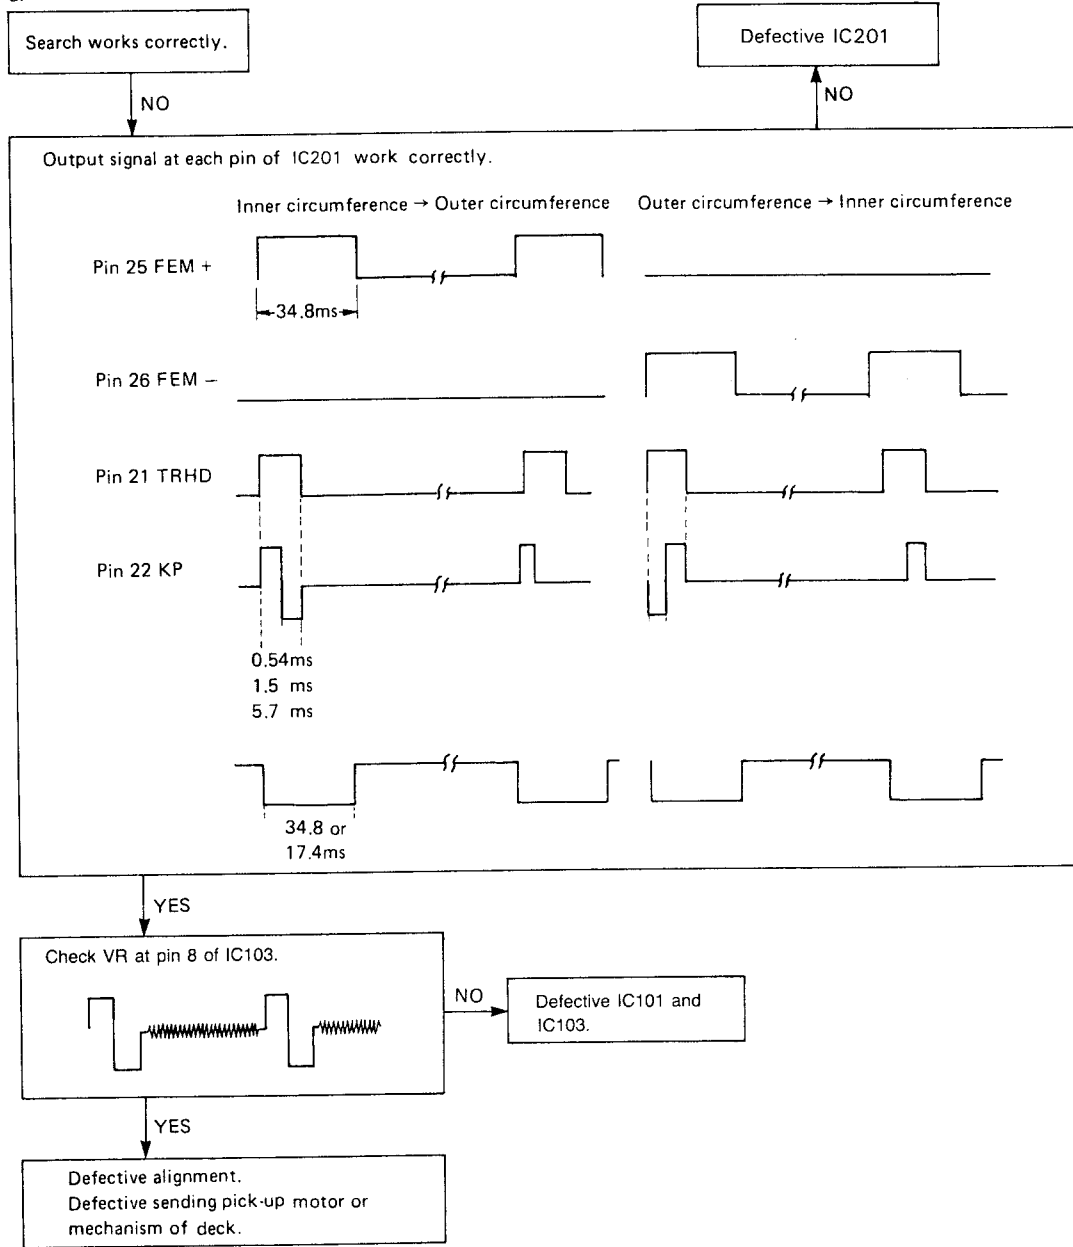 Search works correctly.
Defective IC201
NO
NO
Output signal at each pin of IC201 work correctly.
Inner circumference → Outer circumference
Outer circumference → Inner circumference
Pin 25 FEM +
34.8ms
Pin 26 FEM −
Pin 21 TRHD
Pin 22 KP
0.54ms
1.5 ms
5.7 ms
34.8 or
17.4ms
YES
Check VR at pin 8 of IC103.
NO
Defective IC101 and
IC103.
YES
Defective alignment.
Defective sending pick-up motor or
mechanism of deck.